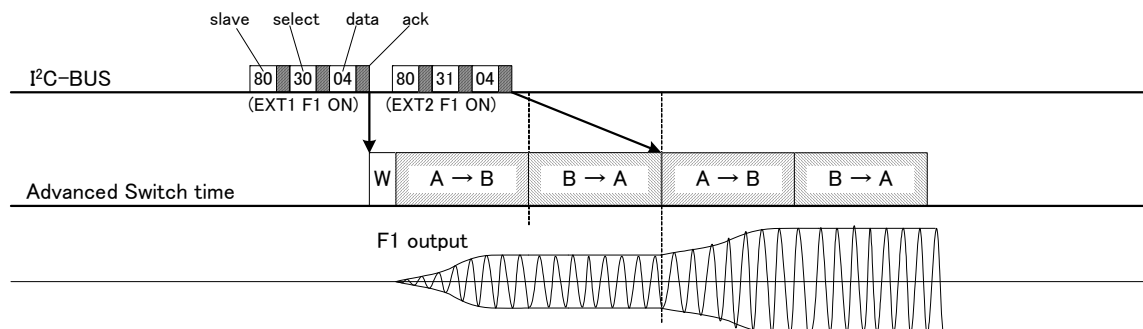 slave select data ack
I²C-BUS
80 30 04 80 31 04
(EXT1 F1 ON) (EXT2 F1 ON)
W A → B B → A A → B B → A
Advanced Switch time
F1 output